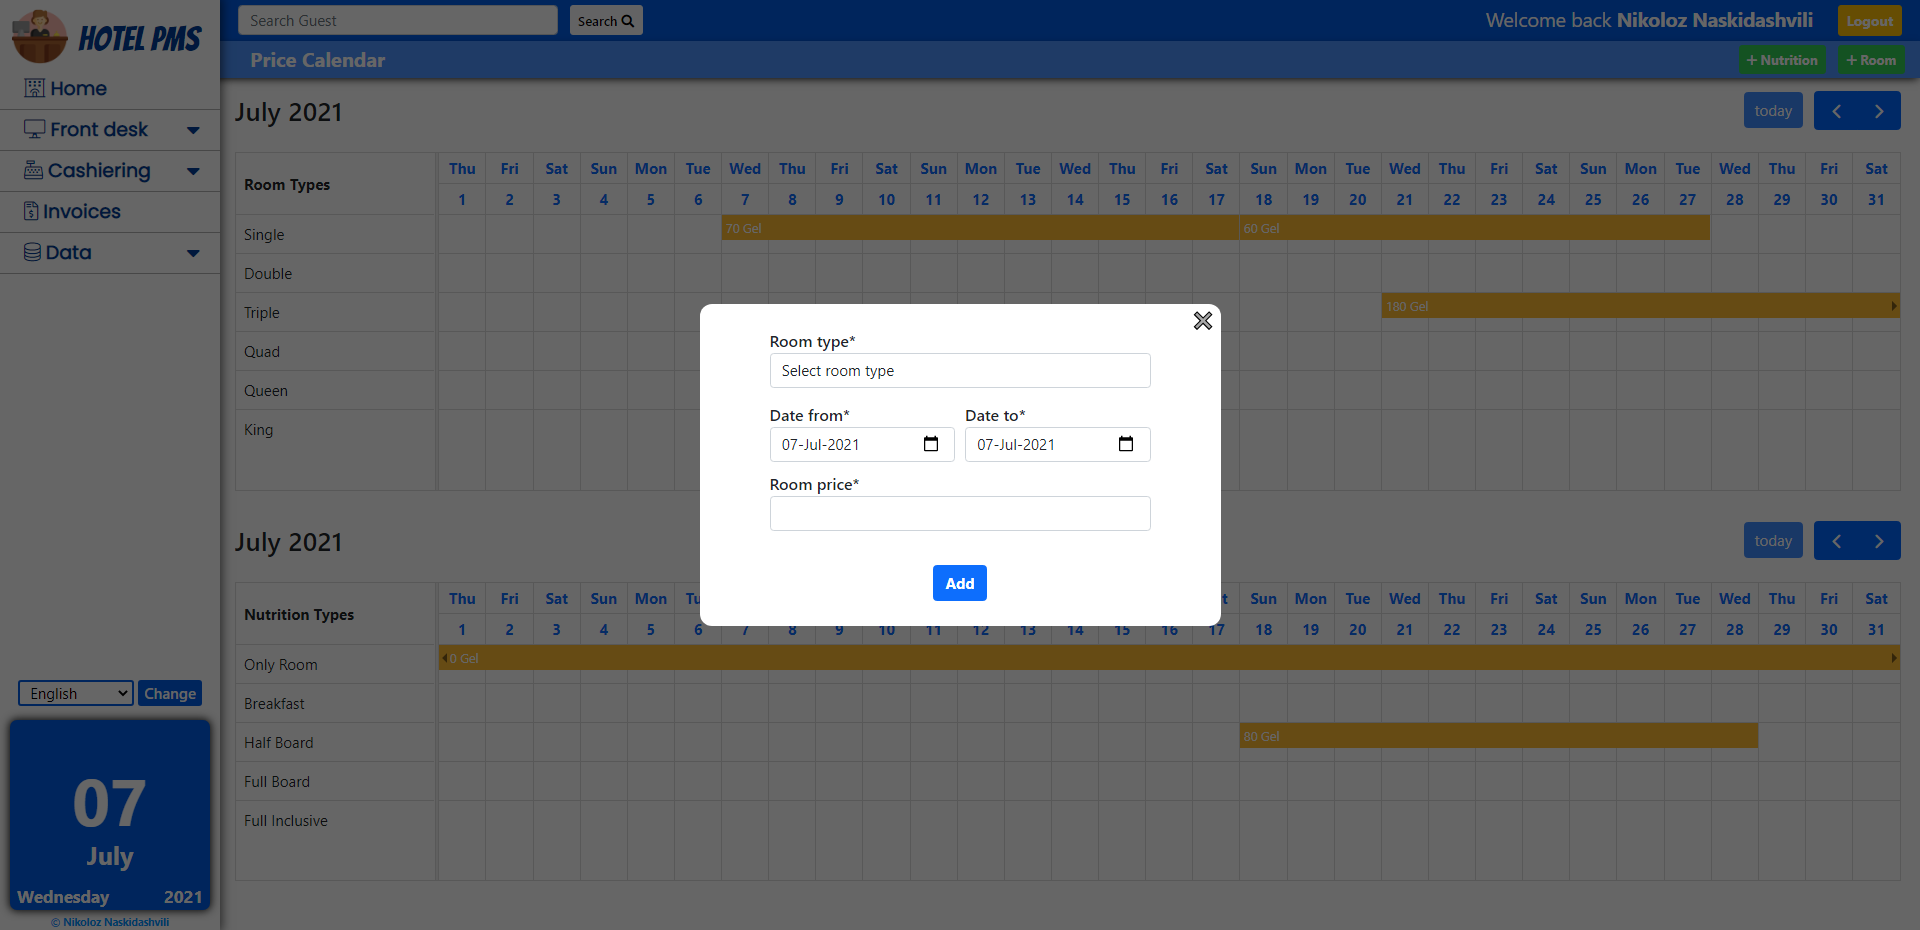 HOTEL PMS
Search Guest
Search
Welcome back Nikoloz Naskidashvili
Logout
Price Calendar
+ Nutrition
+ Room
Home
Front desk
Cashiering
Invoices
Data
English
Change
07
July
Wednesday 2021
© Nikoloz Naskidashvili
July 2021
today
Room Types
Thu Fri Sat Sun Mon Tue Wed Thu Fri Sat Sun Mon Tue Wed Thu Fri Sat Sun Mon Tue Wed Thu Fri Sat Sun Mon Tue Wed Thu Fri Sat
1 2 3 4 5 6 7 8 9 10 11 12 13 14 15 16 17 18 19 20 21 22 23 24 25 26 27 28 29 30 31
Single
70 Gel
60 Gel
Double
Triple
180 Gel
Quad
Queen
King
Room type*
Select room type
Date from* Date to*
07-Jul-2021 07-Jul-2021
Room price*
Add
July 2021
today
Nutrition Types
Thu Fri Sat Sun Mon Sun Mon Tue Wed Thu Fri Sat Sun Mon Tue Wed Thu Fri Sat
1 2 3 4 5 6 7 8 9 10 11 12 13 14 15 16 17 18 19 20 21 22 23 24 25 26 27 28 29 30 31
Only Room
0 Gel
Breakfast
Half Board
80 Gel
Full Board
Full Inclusive